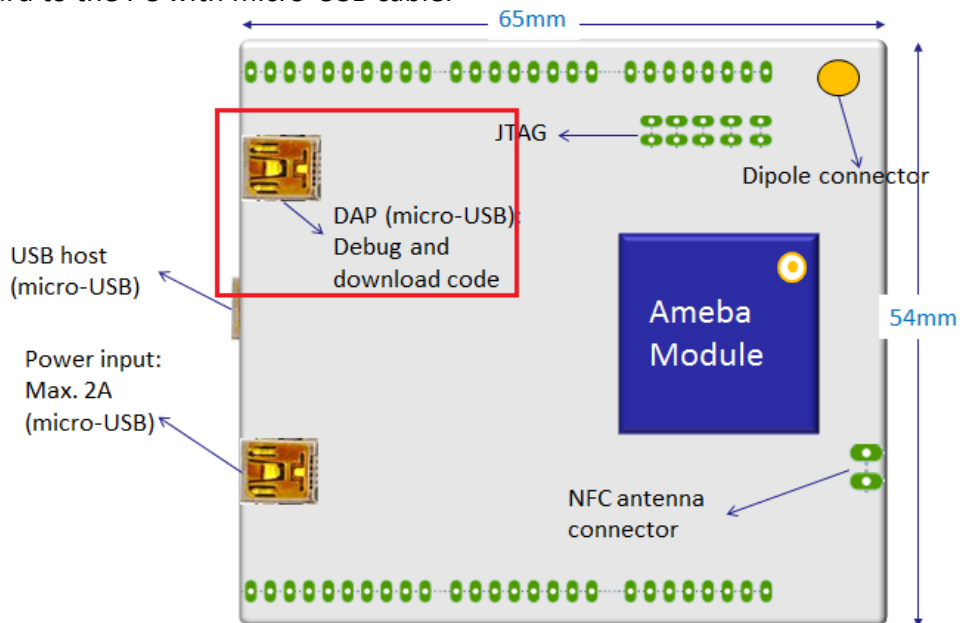 to the PC with micro-USB cable.
65mm
JTAG
Dipole connector
DAP (micro-USB):
Debug and
download code
USB host
(micro-USB)
Ameba
Module
54mm
Power input:
Max. 2A
(micro-USB)
NFC antenna
connector